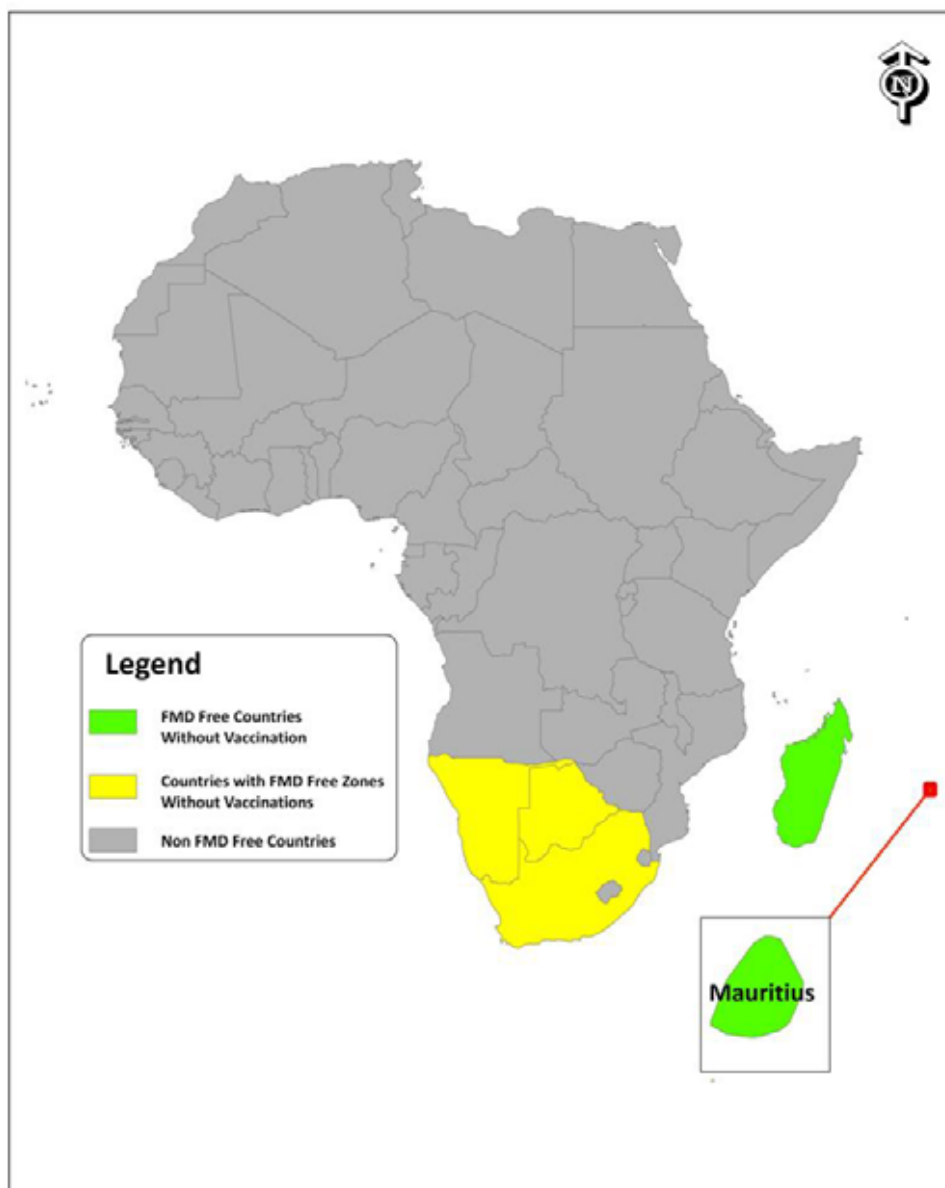 N
Legend
FMD Free Countries
Without Vaccination
Countries with FMD Free Zones
Without Vaccinations
Non FMD Free Countries
Mauritius